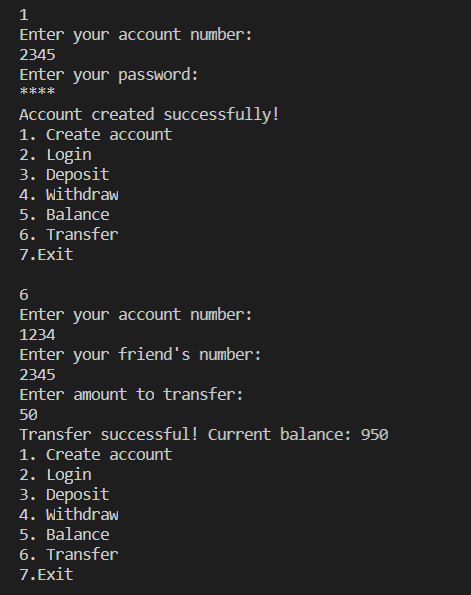 1
Enter your account number:
2345
Enter your password:
****
Account created successfully!
1. Create account
2. Login
3. Deposit
4. Withdraw
5. Balance
6. Transfer
7.Exit
6
Enter your account number:
1234
Enter your friend's number:
2345
Enter amount to transfer:
50
Transfer successful! Current balance: 950
1. Create account
2. Login
3. Deposit
4. Withdraw
5. Balance
6. Transfer
7.Exit